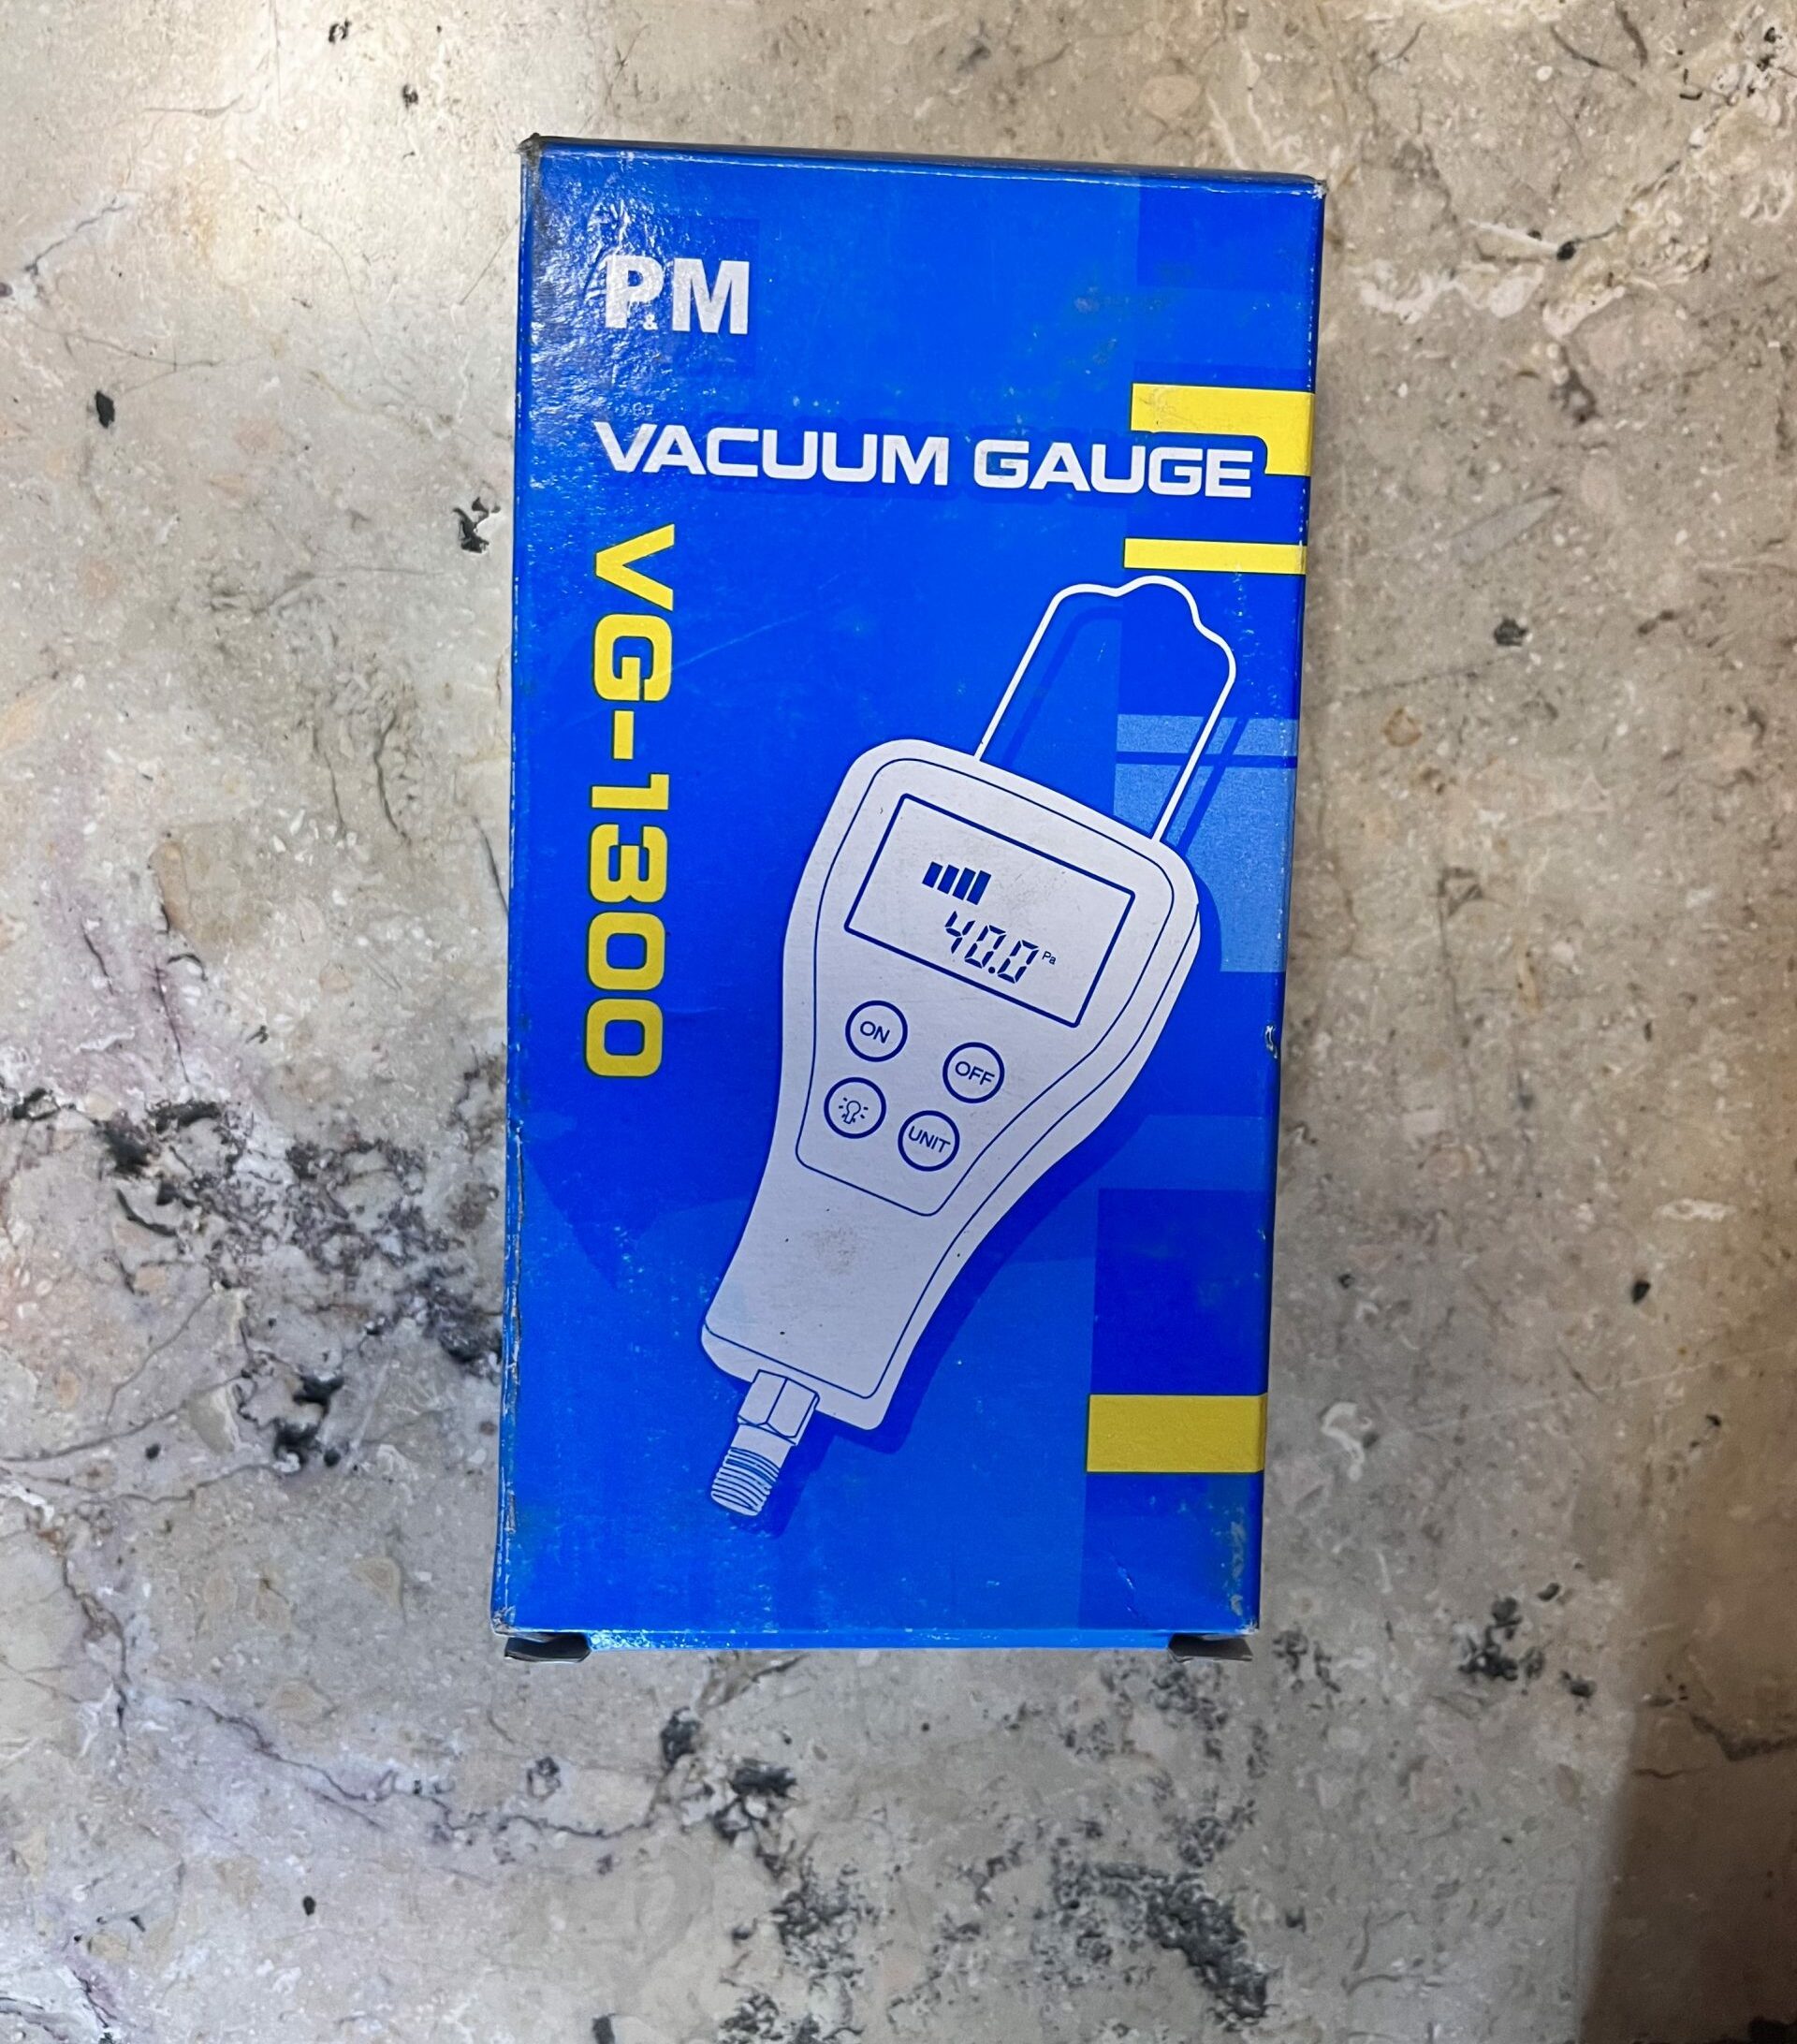 P&M
VACUUM GAUGE
VG-1300
40.0 Pa
ON
OFF
UNIT